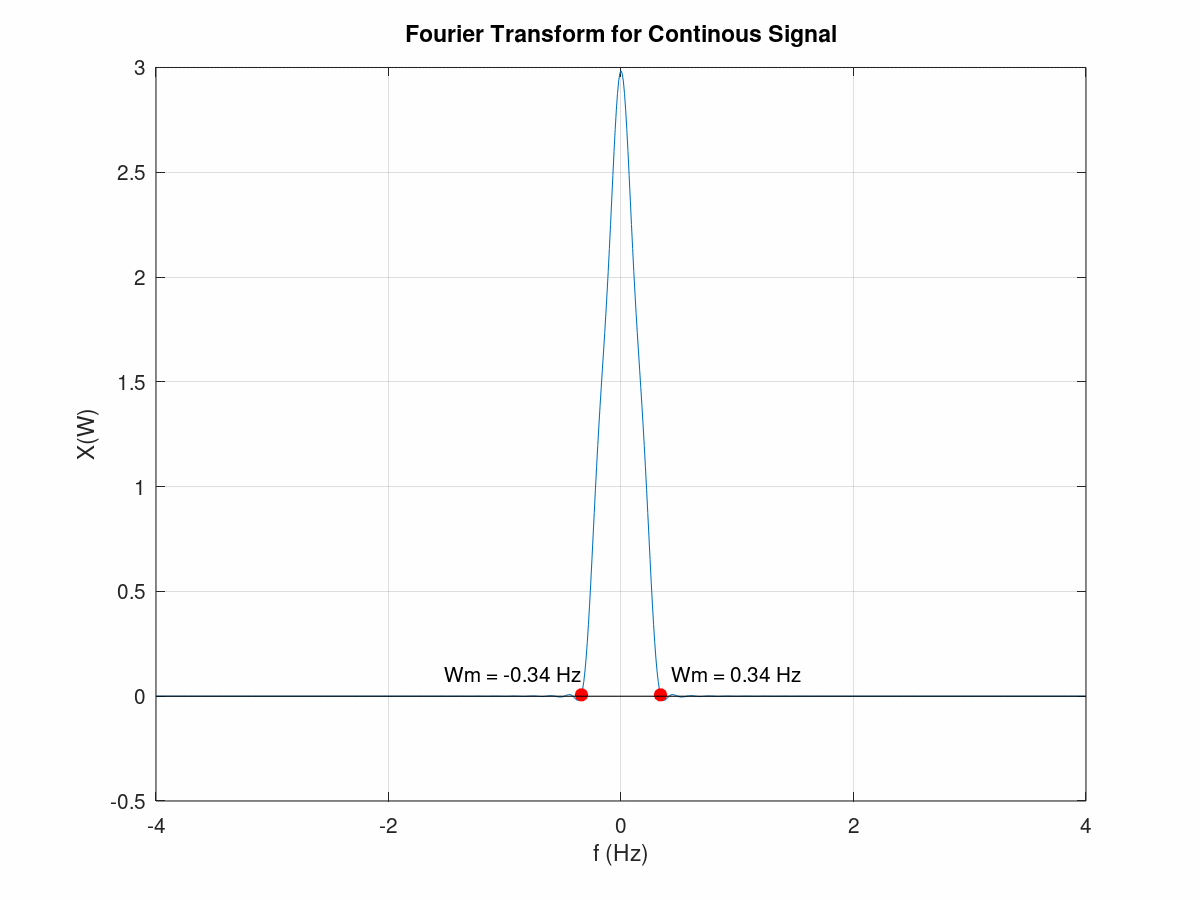 Fourier Transform for Continous Signal
3
2.5
2
1.5
1
0.5
0
-0.5
X(W)
Wm = -0.34 Hz
Wm = 0.34 Hz
-4
-2
0
2
4
f (Hz)